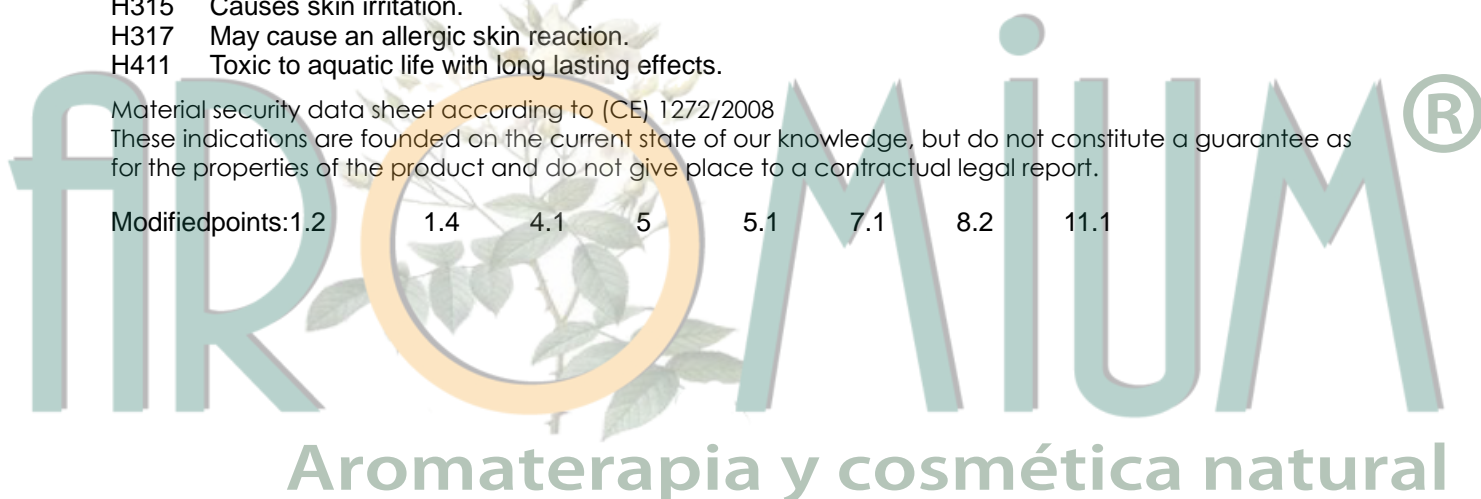 H315 Causes skin irritation.
H317 May cause an allergic skin reaction.
H411 Toxic to aquatic life with long lasting effects.
Material security data sheet according to (CE) 1272/2008
These indications are founded on the current state of our knowledge, but do not constitute a guarantee as
for the properties of the product and do not give place to a contractual legal report.
Modifiedpoints:1.2 1.4 4.1 5 5.1 7.1 8.2 11.1
AROMIUM®
Aromaterapia y cosmética natural